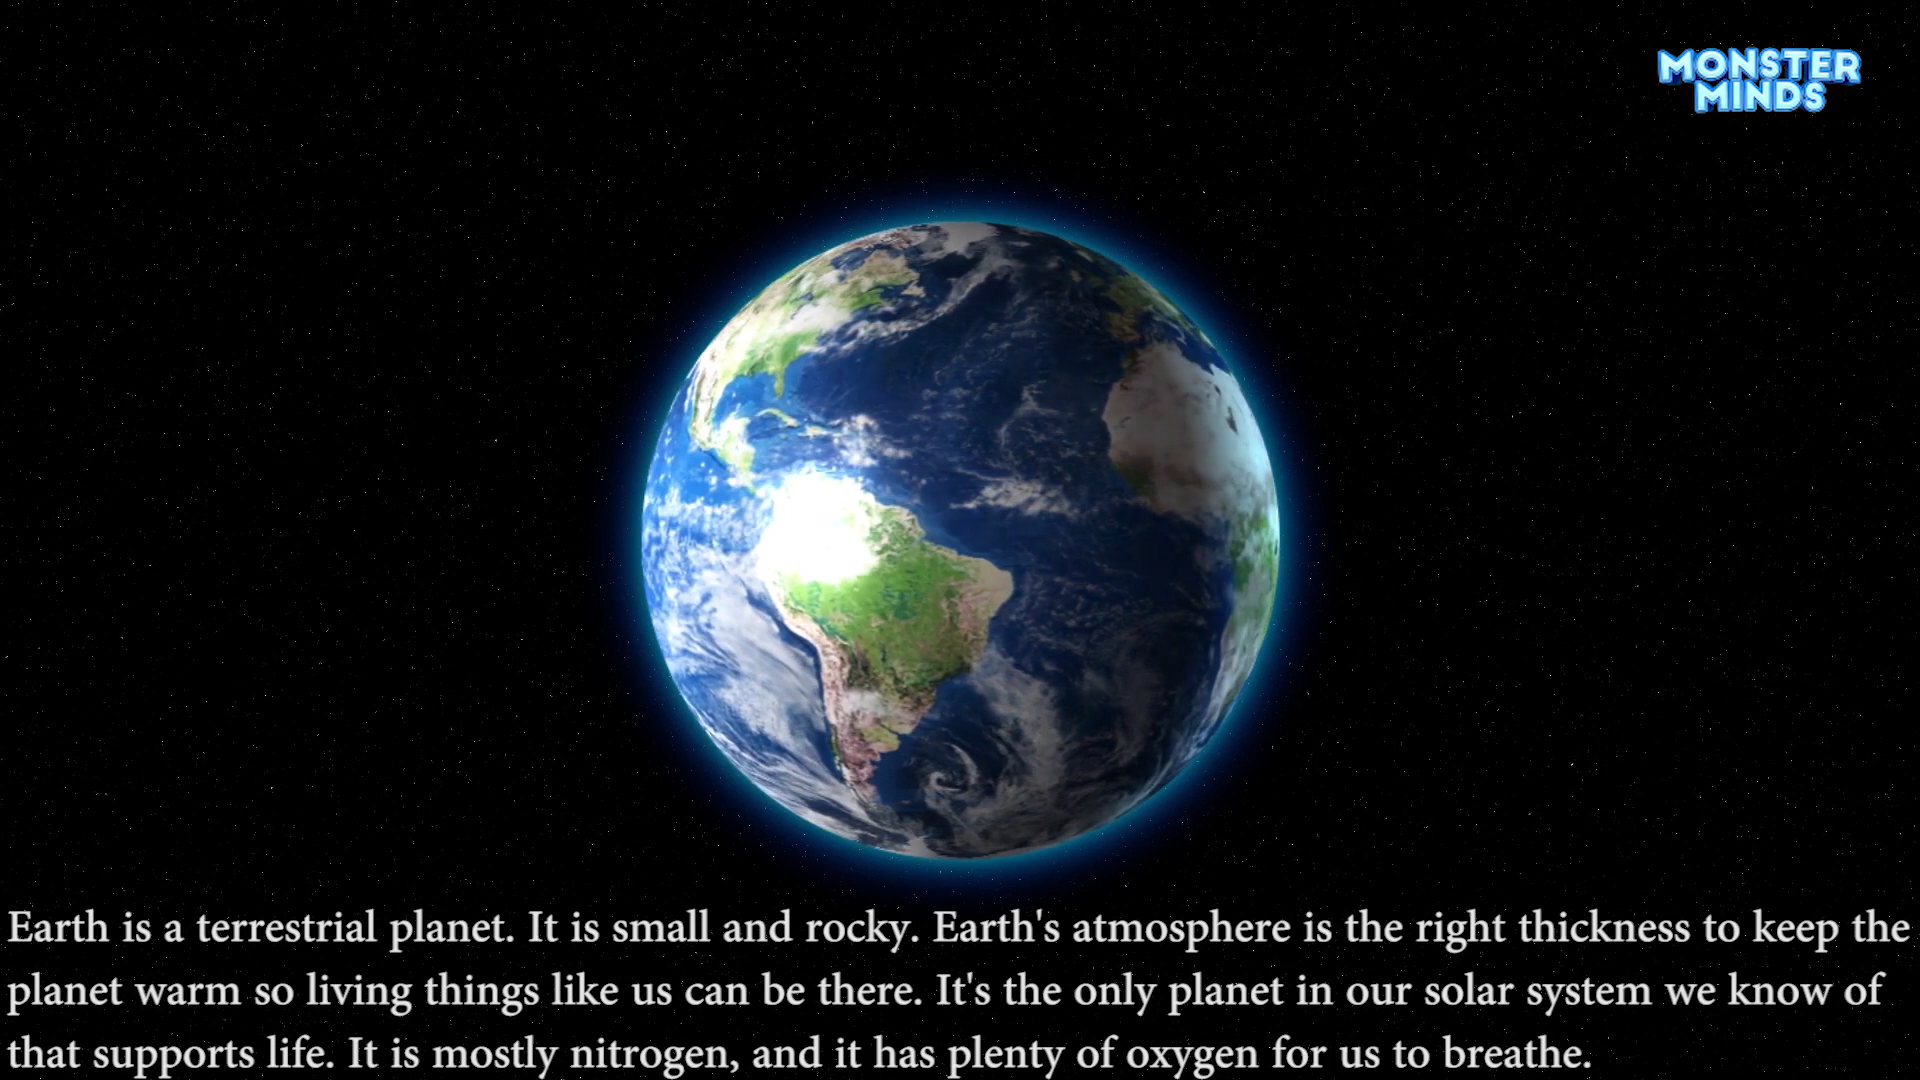 MONSTER
MINDS
Earth is a terrestrial planet. It is small and rocky. Earth's atmosphere is the right thickness to keep the
planet warm so living things like us can be there. It's the only planet in our solar system we know of
that supports life. It is mostly nitrogen, and it has plenty of oxygen for us to breathe.